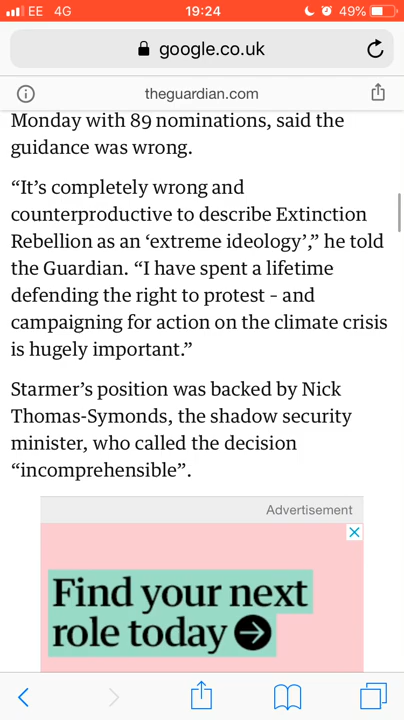 EE 4G 19:24 49%
google.co.uk
theguardian.com
Monday with 89 nominations, said the
guidance was wrong.
“It’s completely wrong and
counterproductive to describe Extinction
Rebellion as an ‘extreme ideology’,” he told
the Guardian. “I have spent a lifetime
defending the right to protest – and
campaigning for action on the climate crisis
is hugely important.”
Starmer’s position was backed by Nick
Thomas-Symonds, the shadow security
minister, who called the decision
“incomprehensible”.
Advertisement
Find your next
role today